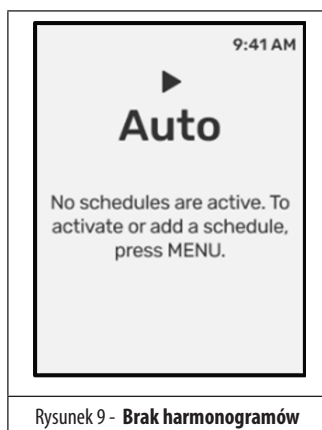 9:41 AM
Auto
No schedules are active. To
activate or add a schedule,
press MENU.
Rysunek 9 - Brak harmonogramów